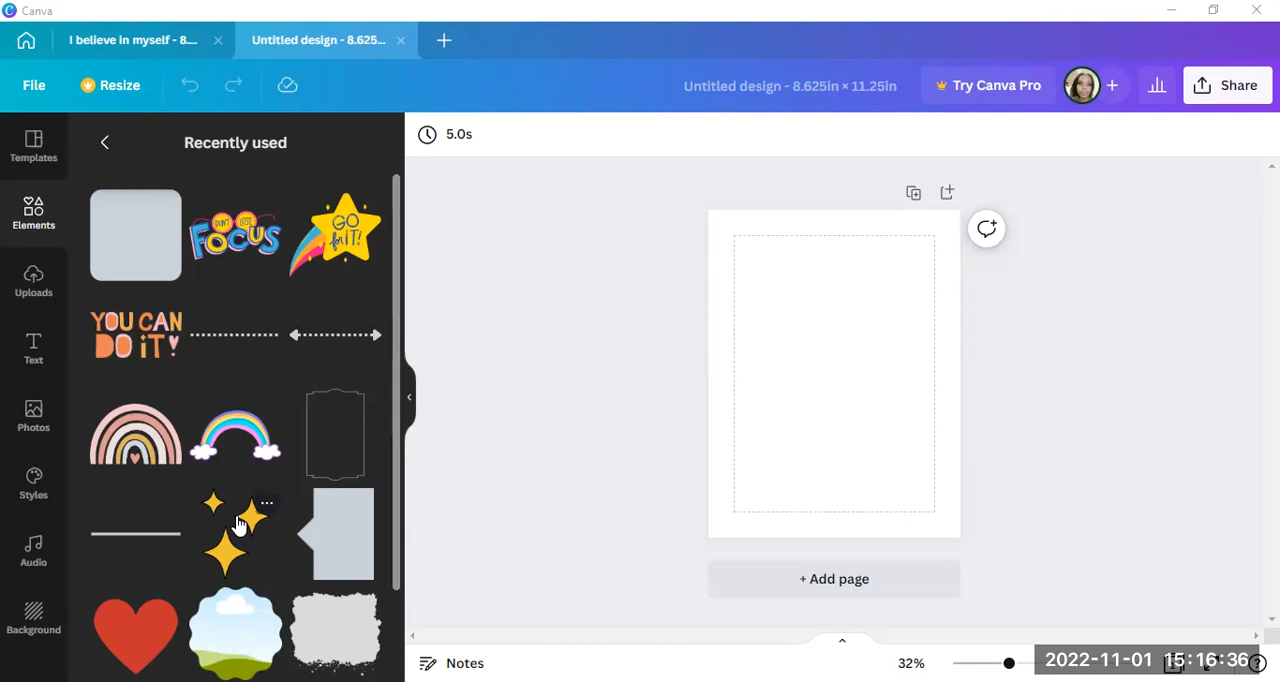 Canva
I believe in myself - 8....
Untitled design - 8.625...
File
Resize
Untitled design - 8.625in × 11.25in
Try Canva Pro
Share
Templates
Elements
Uploads
Text
Photos
Styles
Audio
Background
Recently used
DON'T LOSE
FOCUS
GO
for IT!
YOU CAN
DO iT!
5.0s
+ Add page
Notes
32%
2022-11-01 15:16:36